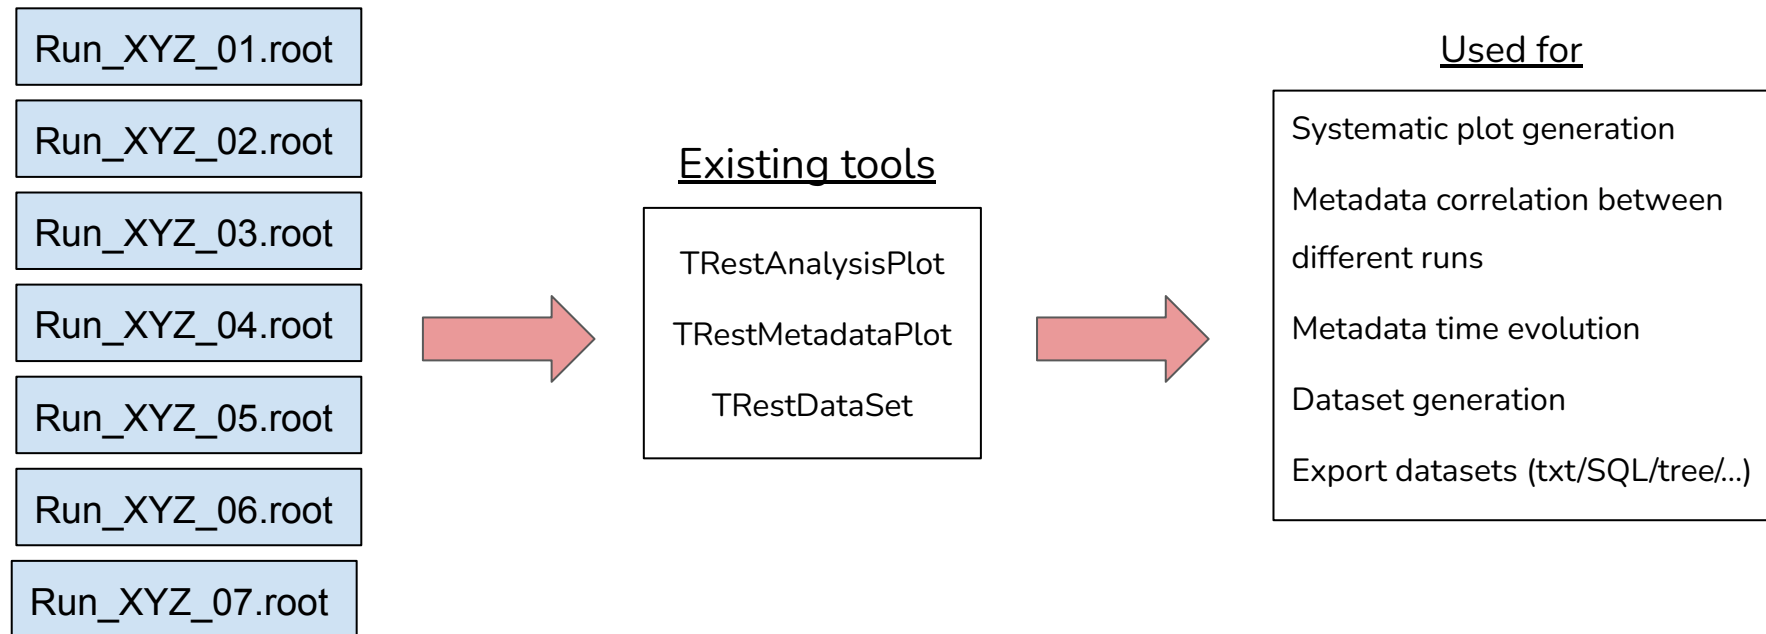 Run_XYZ_01.root
Run_XYZ_02.root
Run_XYZ_03.root
Run_XYZ_04.root
Run_XYZ_05.root
Run_XYZ_06.root
Run_XYZ_07.root
Existing tools
TRestAnalysisPlot
TRestMetadataPlot
TRestDataSet
Used for
Systematic plot generation
Metadata correlation between
different runs
Metadata time evolution
Dataset generation
Export datasets (txt/SQL/tree/...)